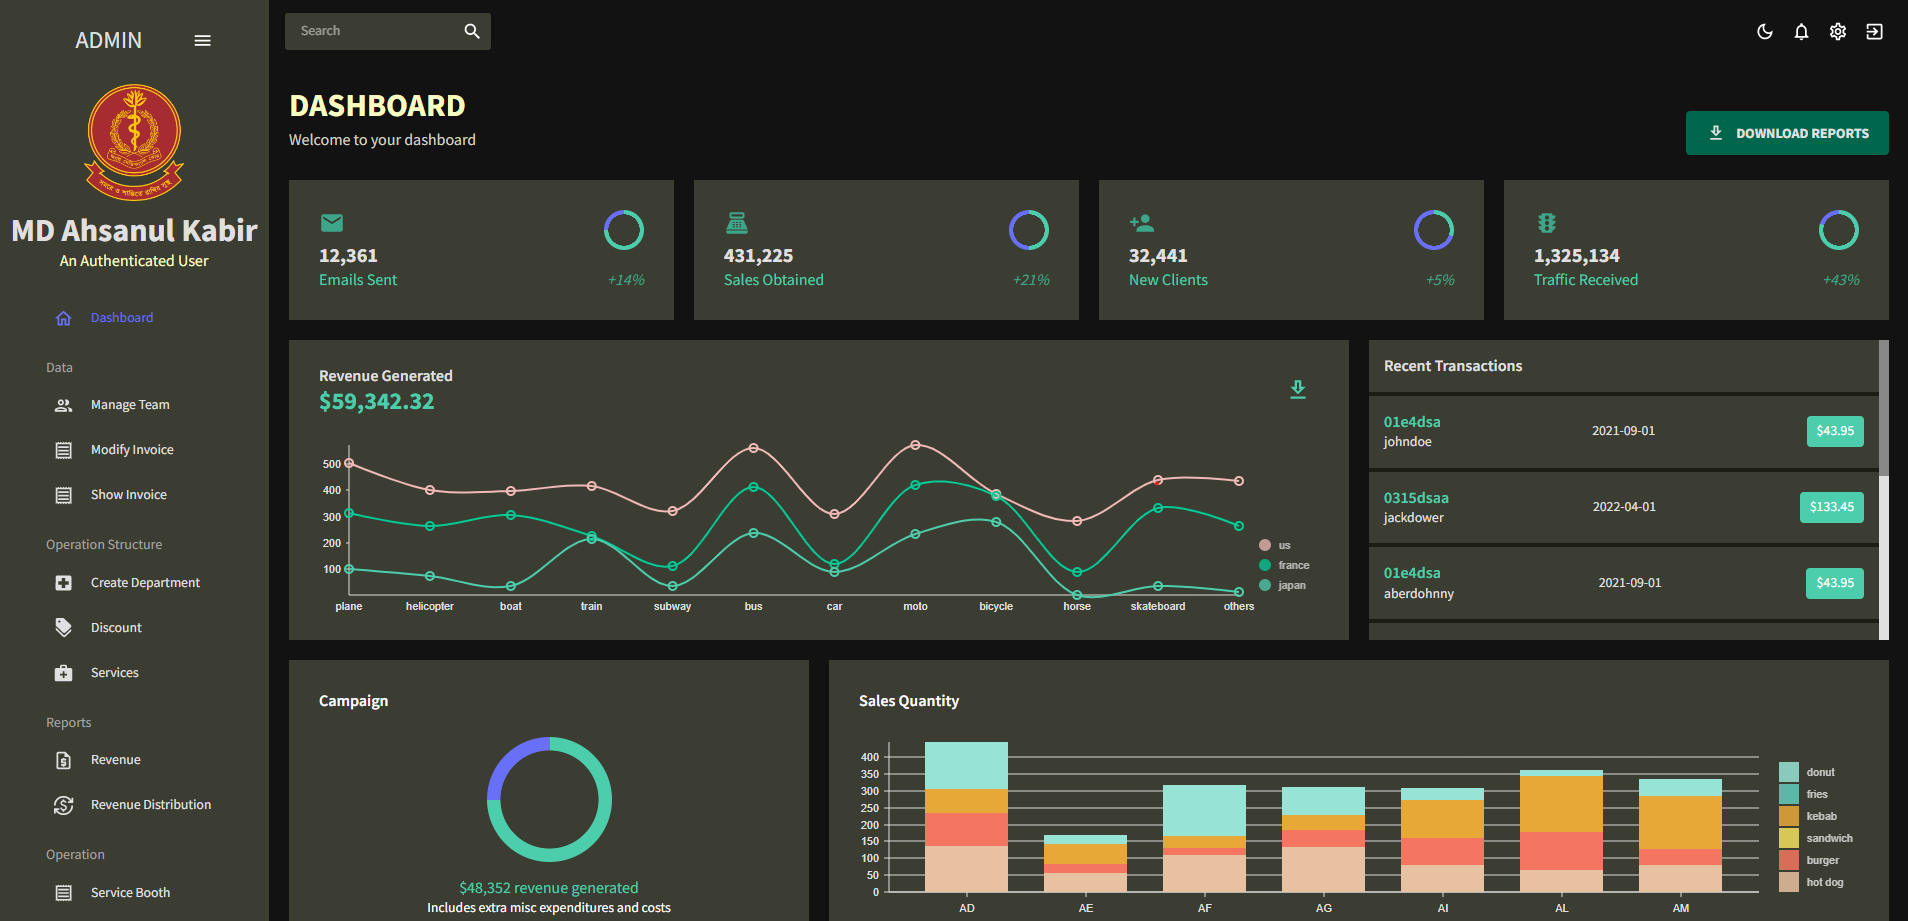 ADMIN
MD Ahsanul Kabir
An Authenticated User
Dashboard
Data
Manage Team
Modify Invoice
Show Invoice
Operation Structure
Create Department
Discount
Services
Reports
Revenue
Revenue Distribution
Operation
Service Booth
Search
DASHBOARD
Welcome to your dashboard
DOWNLOAD REPORTS
12,361
Emails Sent
+14%
431,225
Sales Obtained
+21%
32,441
New Clients
+5%
1,325,134
Traffic Received
+43%
Revenue Generated
$59,342.32
500
400
300
200
100
plane helicopter boat train subway bus car moto bicycle horse skateboard others
us
france
japan
Recent Transactions
01e4dsa
johndoe
2021-09-01
$43.95
0315dsaa
jackdower
2022-04-01
$133.45
01e4dsa
aberdohnny
2021-09-01
$43.95
Campaign
$48,352 revenue generated
Includes extra misc expenditures and costs
Sales Quantity
400
350
300
250
200
150
100
50
0
AD AE AF AG AI AL AM
donut
fries
kebab
sandwich
burger
hot dog